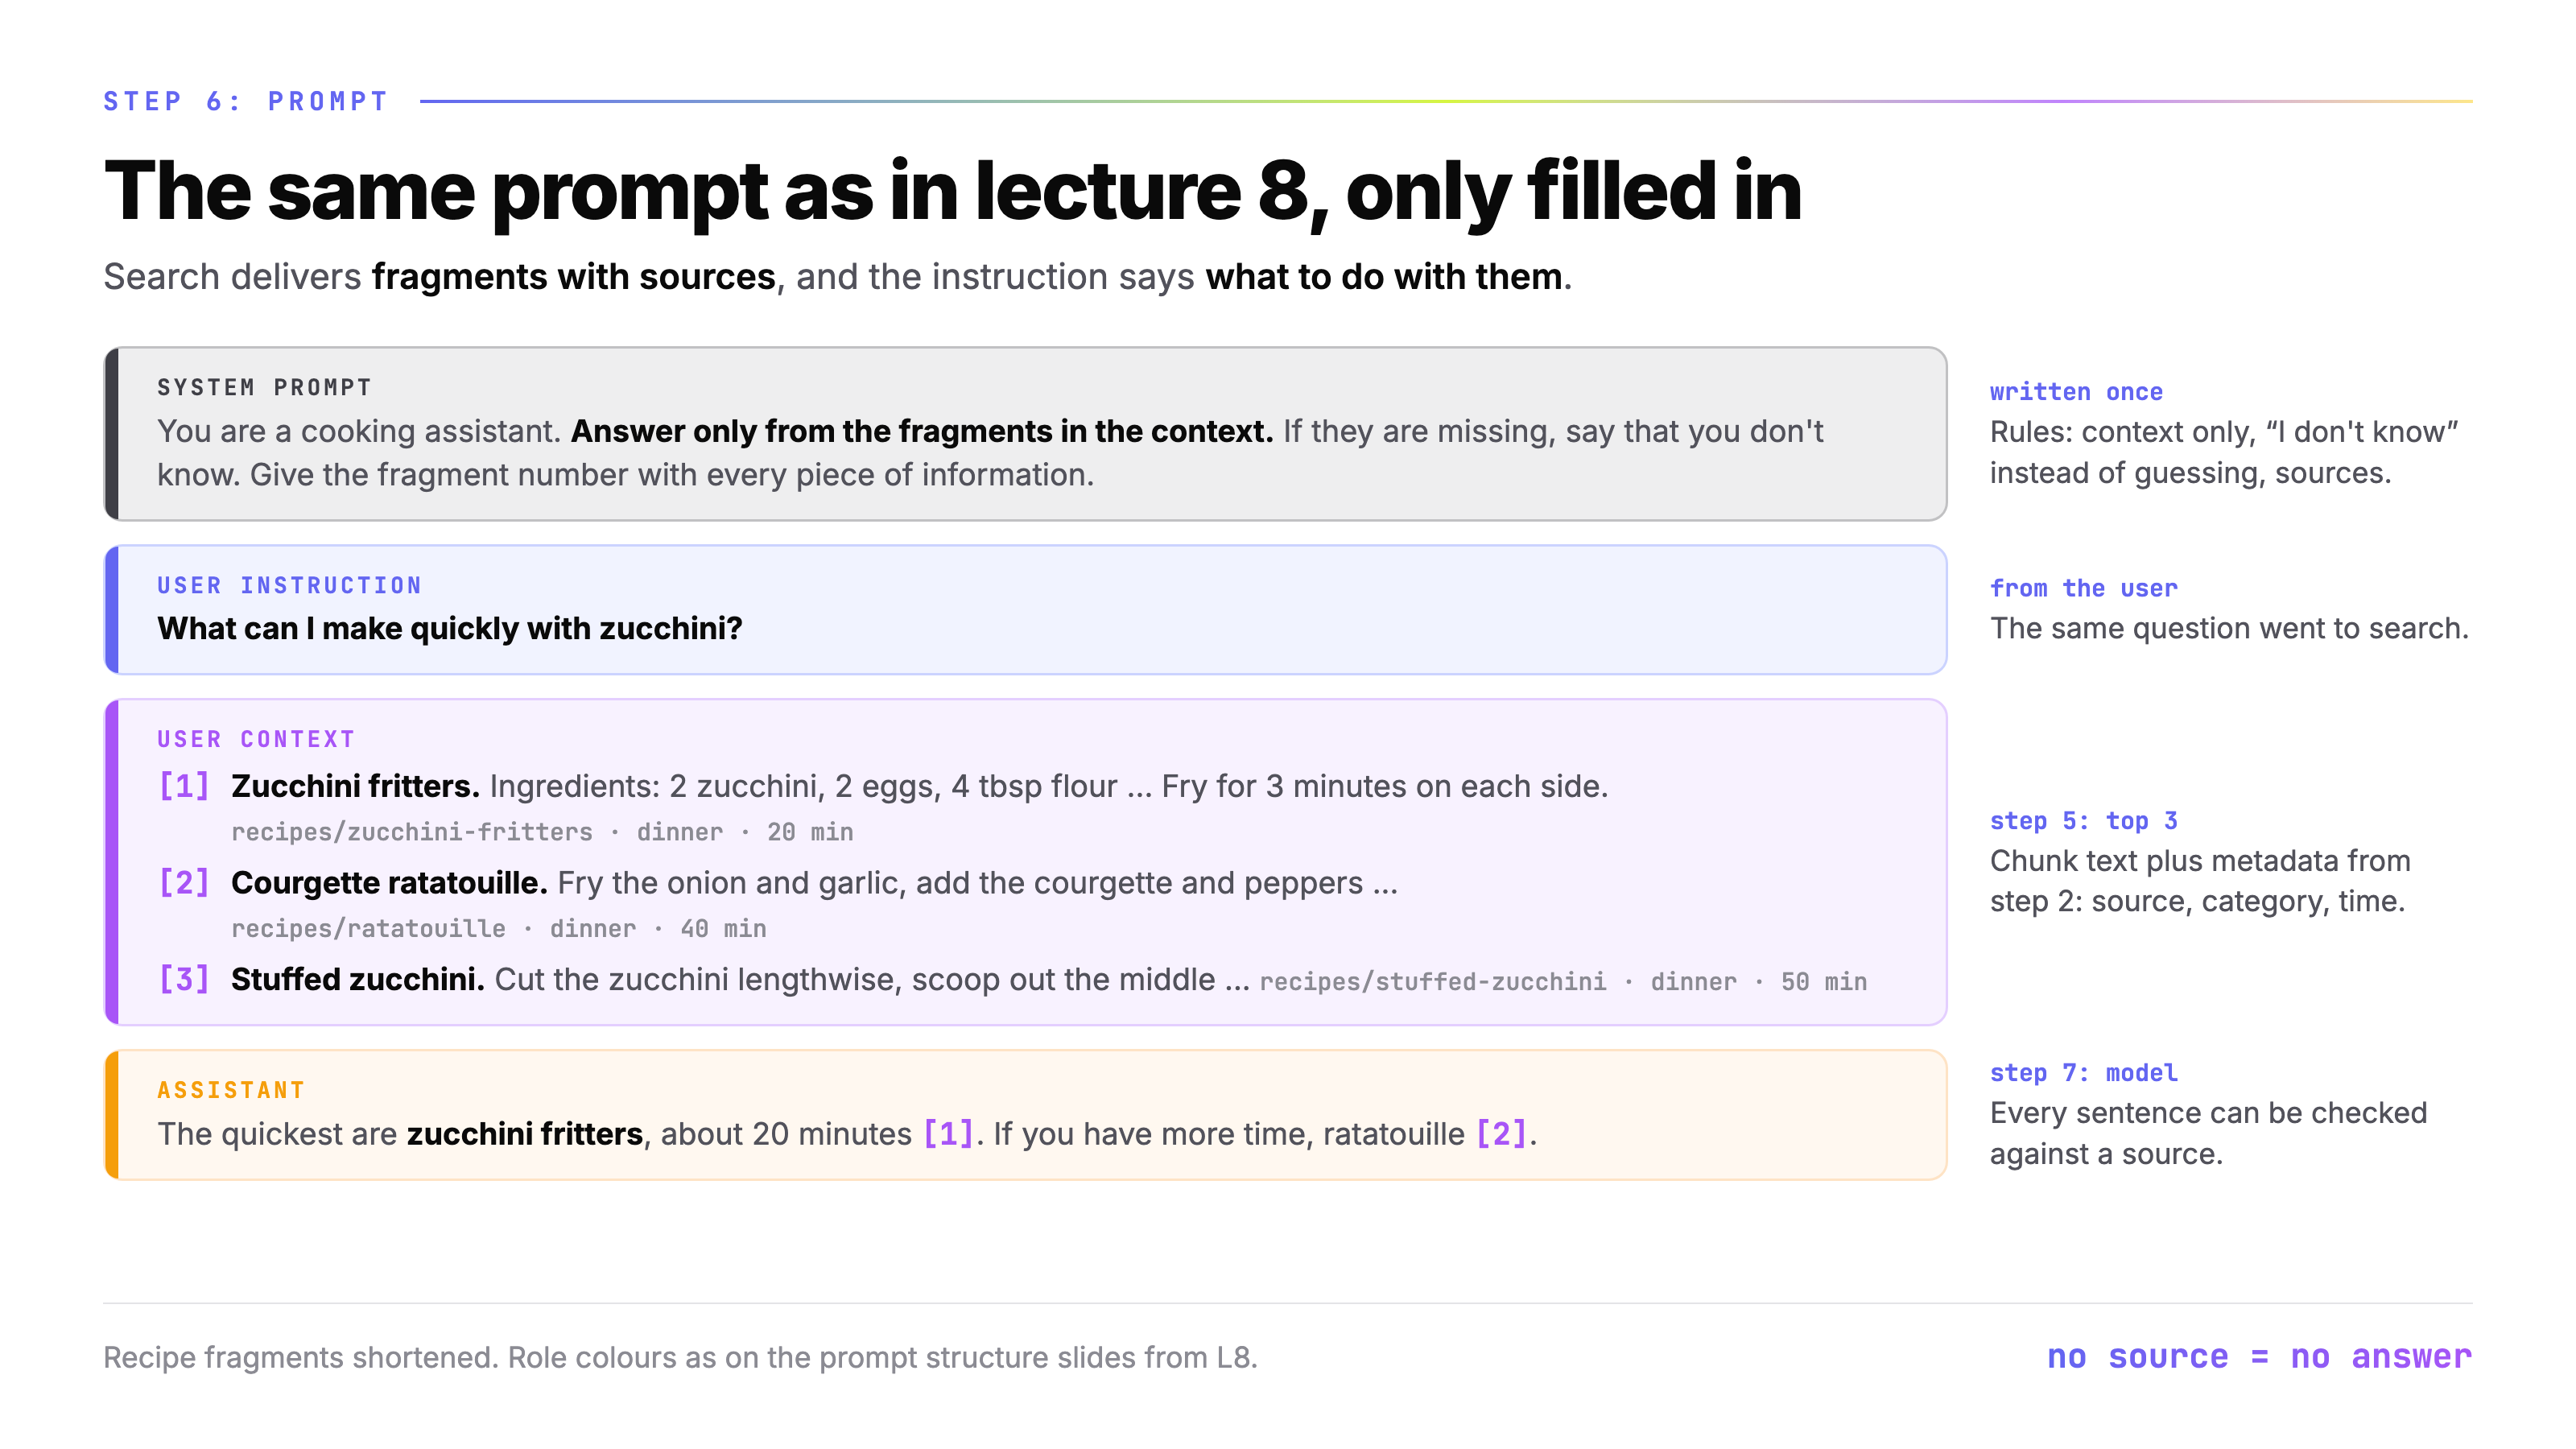 STEP 6: PROMPT
The same prompt as in lecture 8, only filled in
Search delivers fragments with sources, and the instruction says what to do with them.
SYSTEM PROMPT
You are a cooking assistant. Answer only from the fragments in the context. If they are missing, say that you don't
know. Give the fragment number with every piece of information.
written once
Rules: context only, “I don't know”
instead of guessing, sources.
USER INSTRUCTION
What can I make quickly with zucchini?
from the user
The same question went to search.
USER CONTEXT
[1] Zucchini fritters. Ingredients: 2 zucchini, 2 eggs, 4 tbsp flour ... Fry for 3 minutes on each side.
recipes/zucchini-fritters · dinner · 20 min
[2] Courgette ratatouille. Fry the onion and garlic, add the courgette and peppers ...
recipes/ratatouille · dinner · 40 min
[3] Stuffed zucchini. Cut the zucchini lengthwise, scoop out the middle ... recipes/stuffed-zucchini · dinner · 50 min
step 5: top 3
Chunk text plus metadata from
step 2: source, category, time.
ASSISTANT
The quickest are zucchini fritters, about 20 minutes [1]. If you have more time, ratatouille [2].
step 7: model
Every sentence can be checked
against a source.
Recipe fragments shortened. Role colours as on the prompt structure slides from L8.
no source = no answer